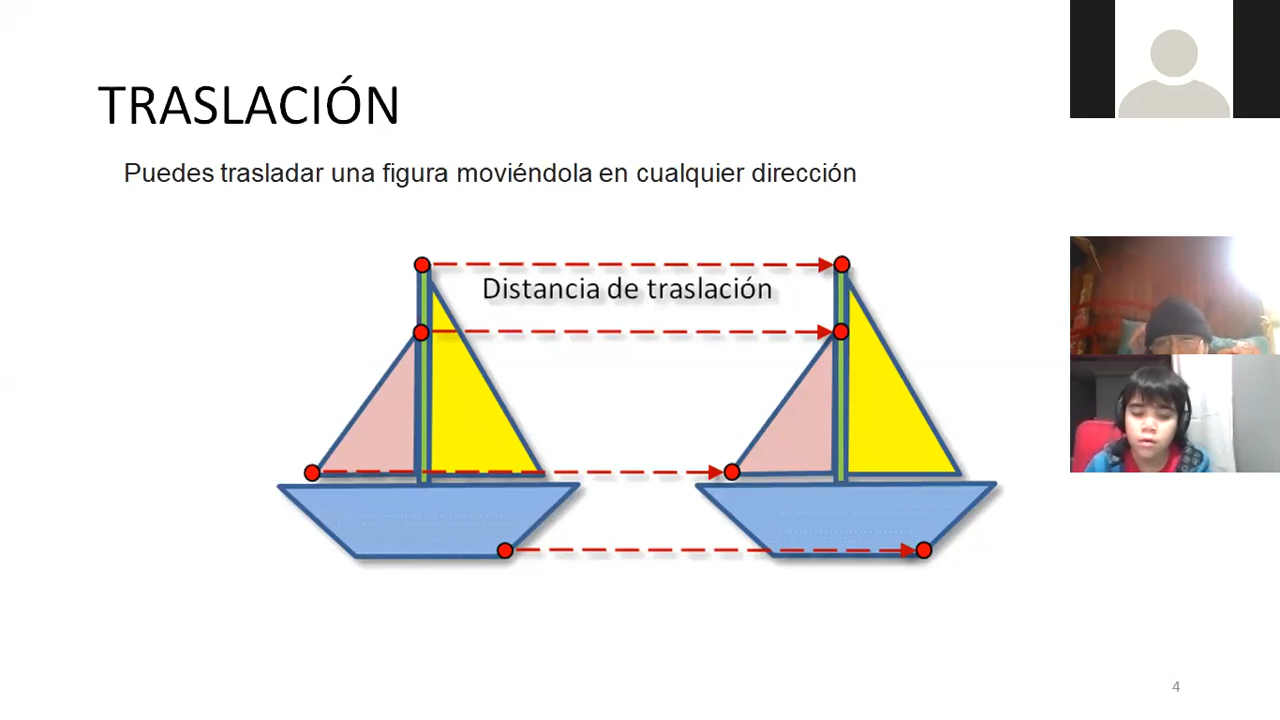 TRASLACIÓN
Puedes trasladar una figura moviéndola en cualquier dirección
Distancia de traslación
4